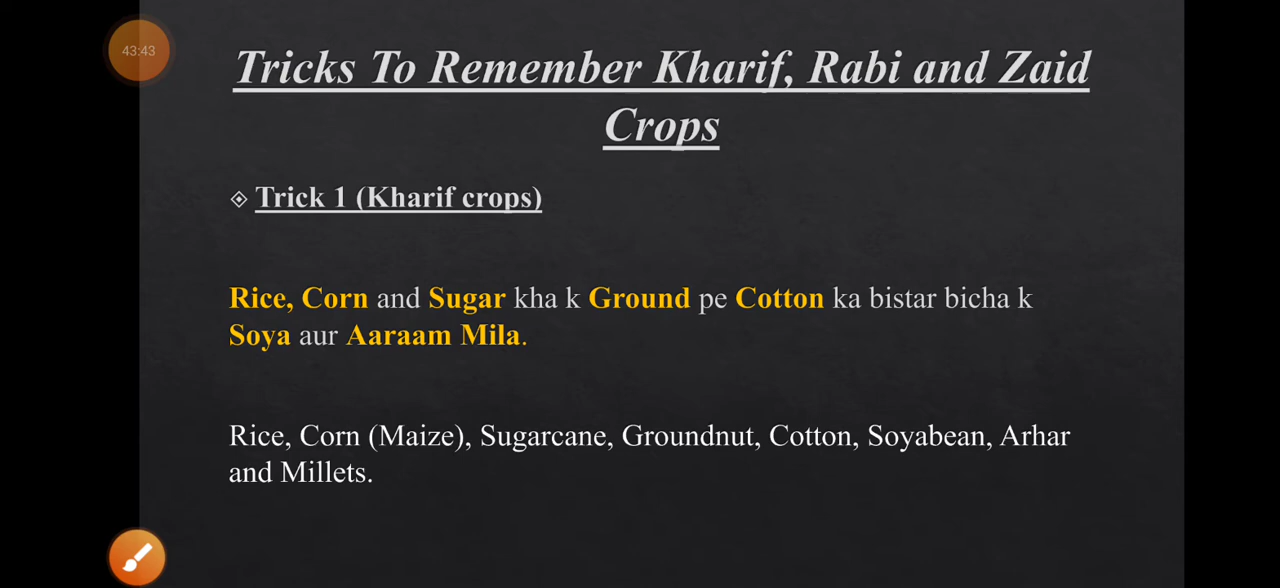 43:43
Tricks To Remember Kharif, Rabi and Zaid
Crops
Trick 1 (Kharif crops)
Rice, Corn and Sugar kha k Ground pe Cotton ka bistar bicha k
Soya aur Aaraam Mila.
Rice, Corn (Maize), Sugarcane, Groundnut, Cotton, Soyabean, Arhar
and Millets.